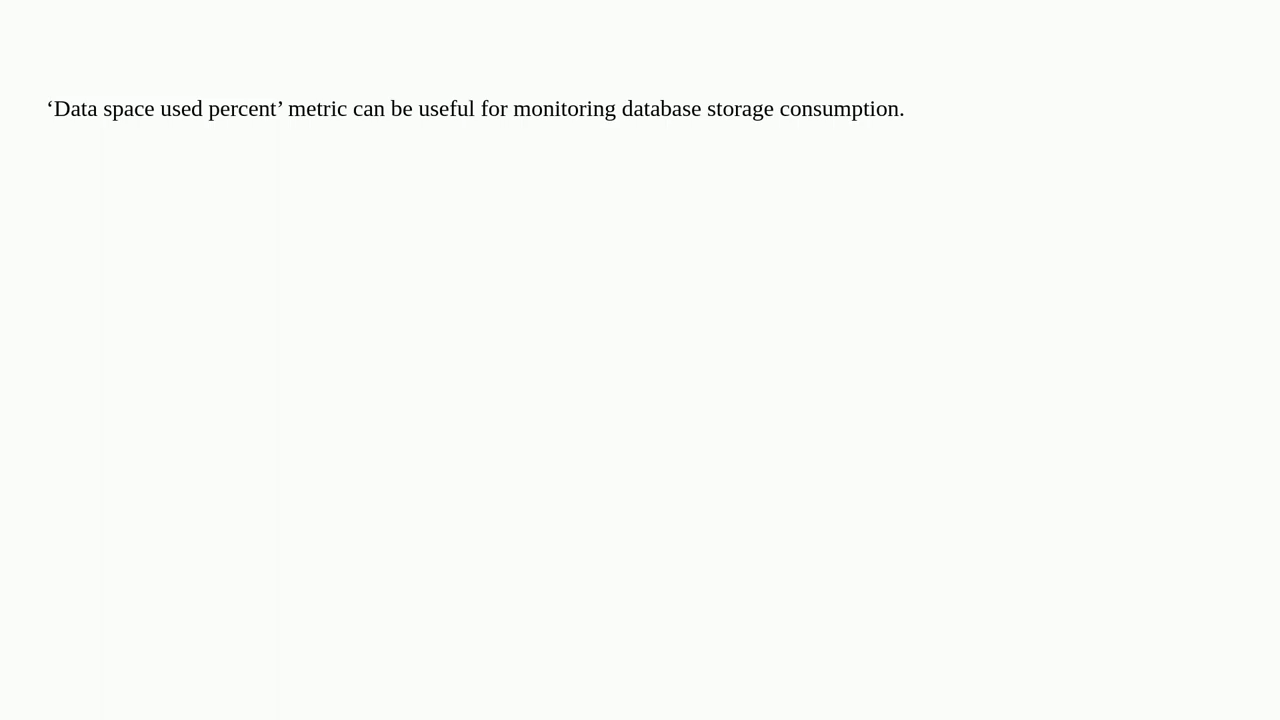 ‘Data space used percent’ metric can be useful for monitoring database storage consumption.